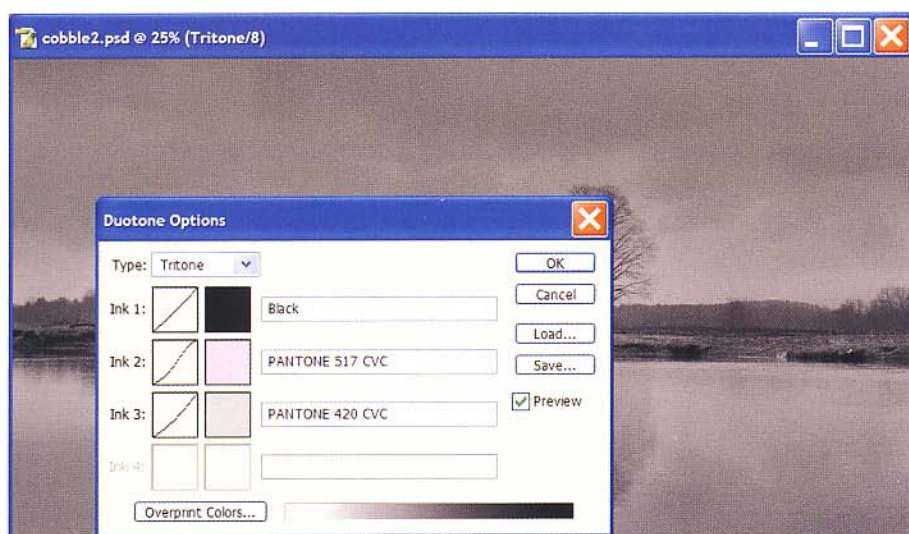 cobble2.psd @ 25% (Tritone/8)
Duotone Options
Type: Tritone
OK
Ink 1: Black
Cancel
Load...
Ink 2: PANTONE 517 CVC
Save...
Ink 3: PANTONE 420 CVC
Preview
Ink 4:
Overprint Colors...